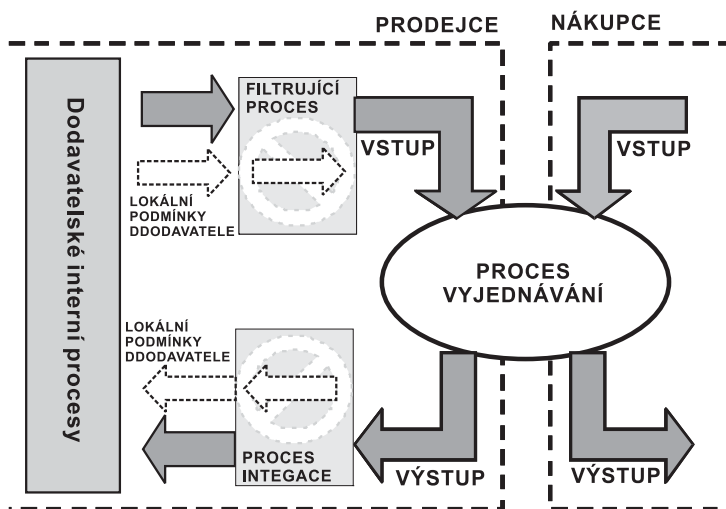 PRODEJCE
NÁKUPCE
Dodavatelské interní procesy
FILTRUJÍCÍ
PROCES
VSTUP
VSTUP
LOKÁLNÍ
PODMÍNKY
DDODAVATELE
PROCES
VYJEDNÁVÁNÍ
LOKÁLNÍ
PODMÍNKY
DDODAVATELE
PROCES
INTEGACE
VÝSTUP
VÝSTUP